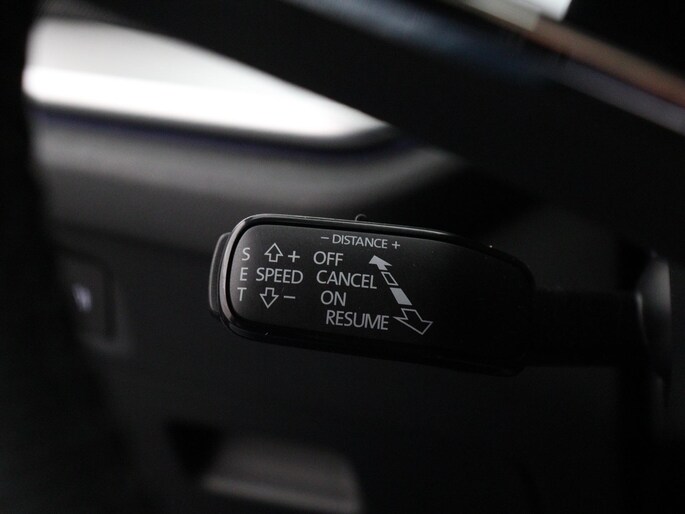 − DISTANCE +
S + OFF
E SPEED CANCEL
T − ON
RESUME